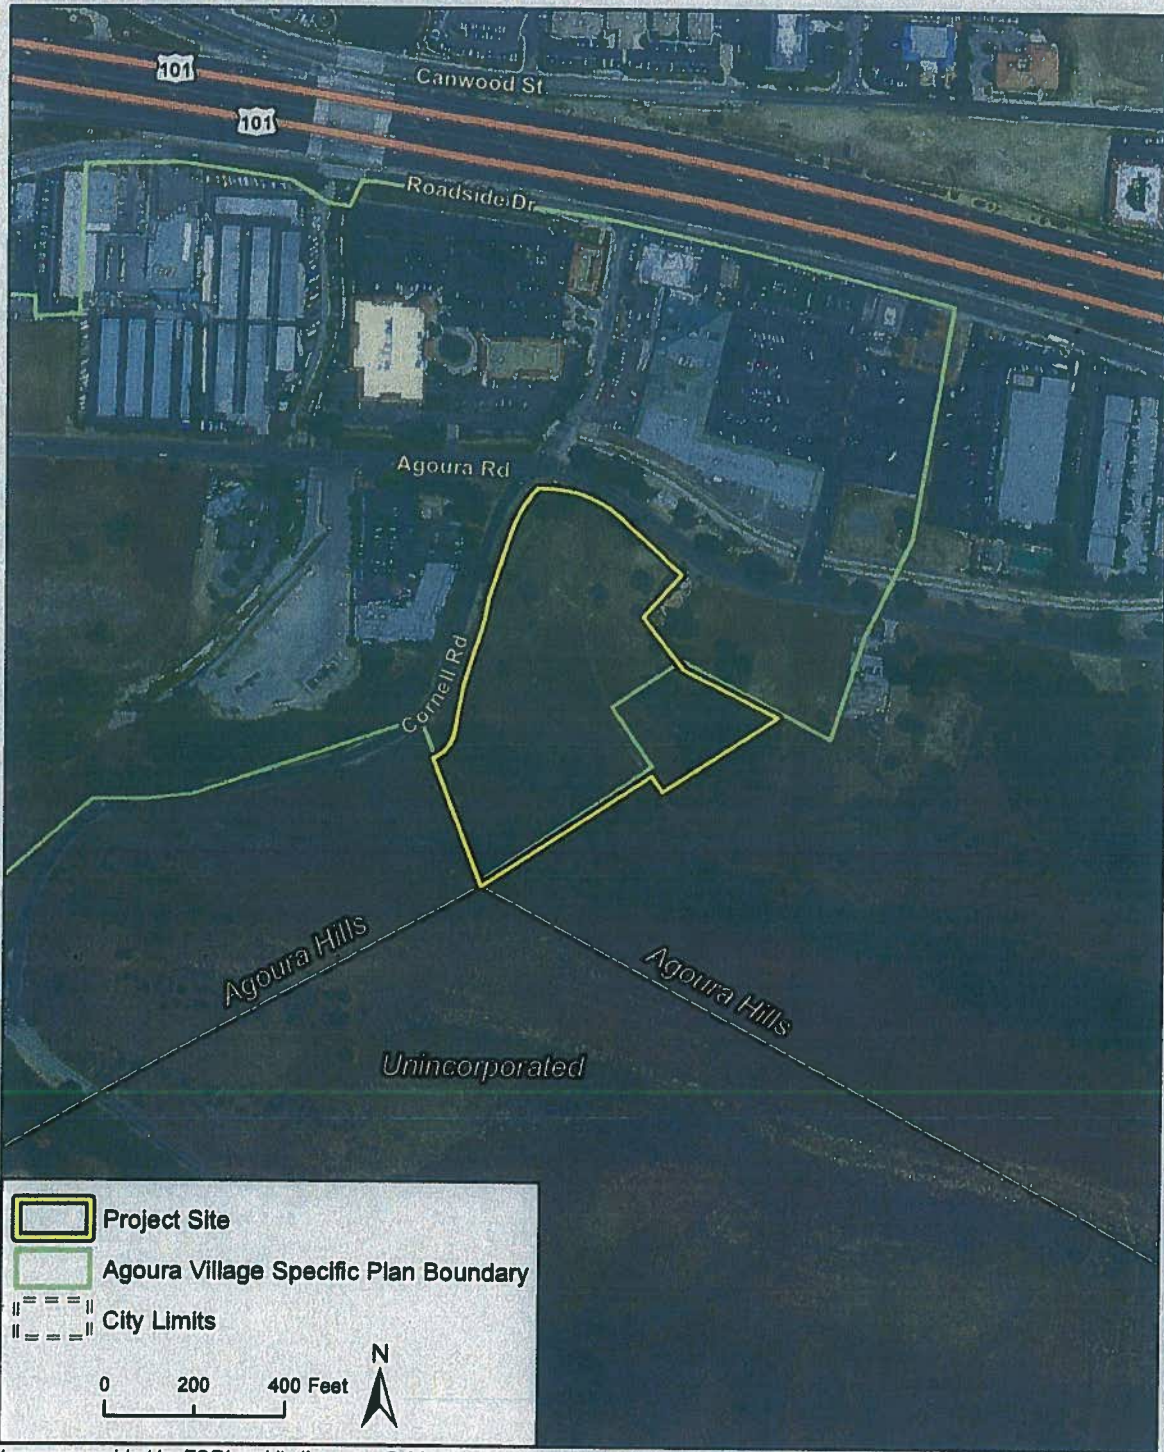 101
Canwood St
101
Roadside Dr
Agoura Rd
Cornell Rd
Agoura Hills
Agoura Hills
Unincorporated
Project Site
Agoura Village Specific Plan Boundary
City Limits
N
0 200 400 Feet